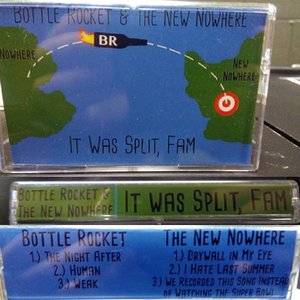 Bottle Rocket & The New Nowhere
Nowhere
BR
New
Nowhere
It Was Split, Fam
Bottle Rocket &
The New Nowhere
It Was Split, Fam
Bottle Rocket
1.) The Night After
2.) Human
3.) Weak
The New Nowhere
1.) Drywall in My Eye
2.) I Hate Last Summer
3.) We Recorded This Song Instead
of Watching the Super Bowl